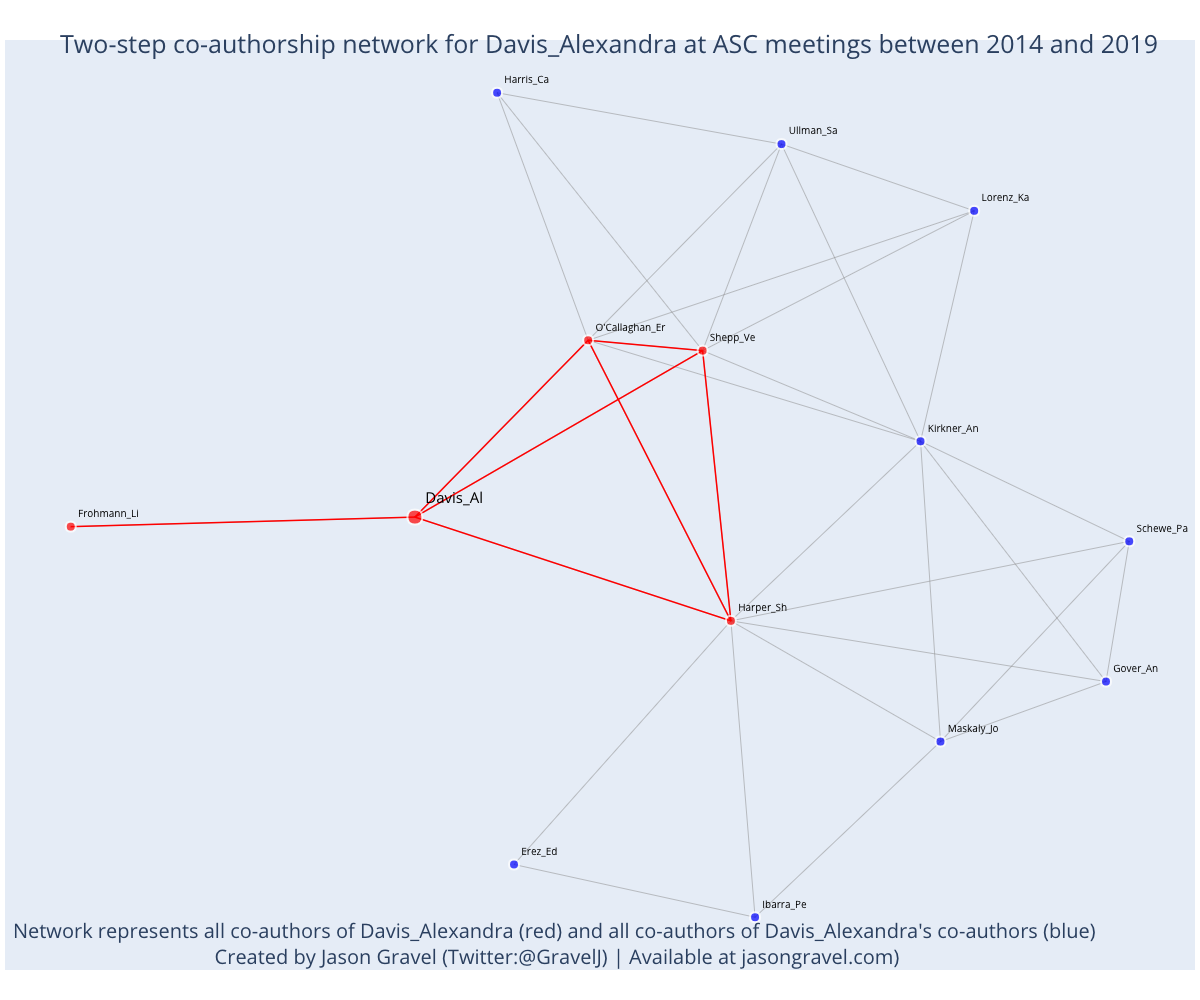 Two-step co-authorship network for Davis_Alexandra at ASC meetings between 2014 and 2019
Harris_Ca
Ullman_Sa
Lorenz_Ka
O'Callaghan_Er
Shepp_Ve
Kirkner_An
Davis_Al
Frohmann_Li
Schewe_Pa
Harper_Sh
Gover_An
Maskaly_Jo
Erez_Ed
Ibarra_Pe
Network represents all co-authors of Davis_Alexandra (red) and all co-authors of Davis_Alexandra's co-authors (blue)
Created by Jason Gravel (Twitter:@GravelJ) | Available at jasongravel.com)